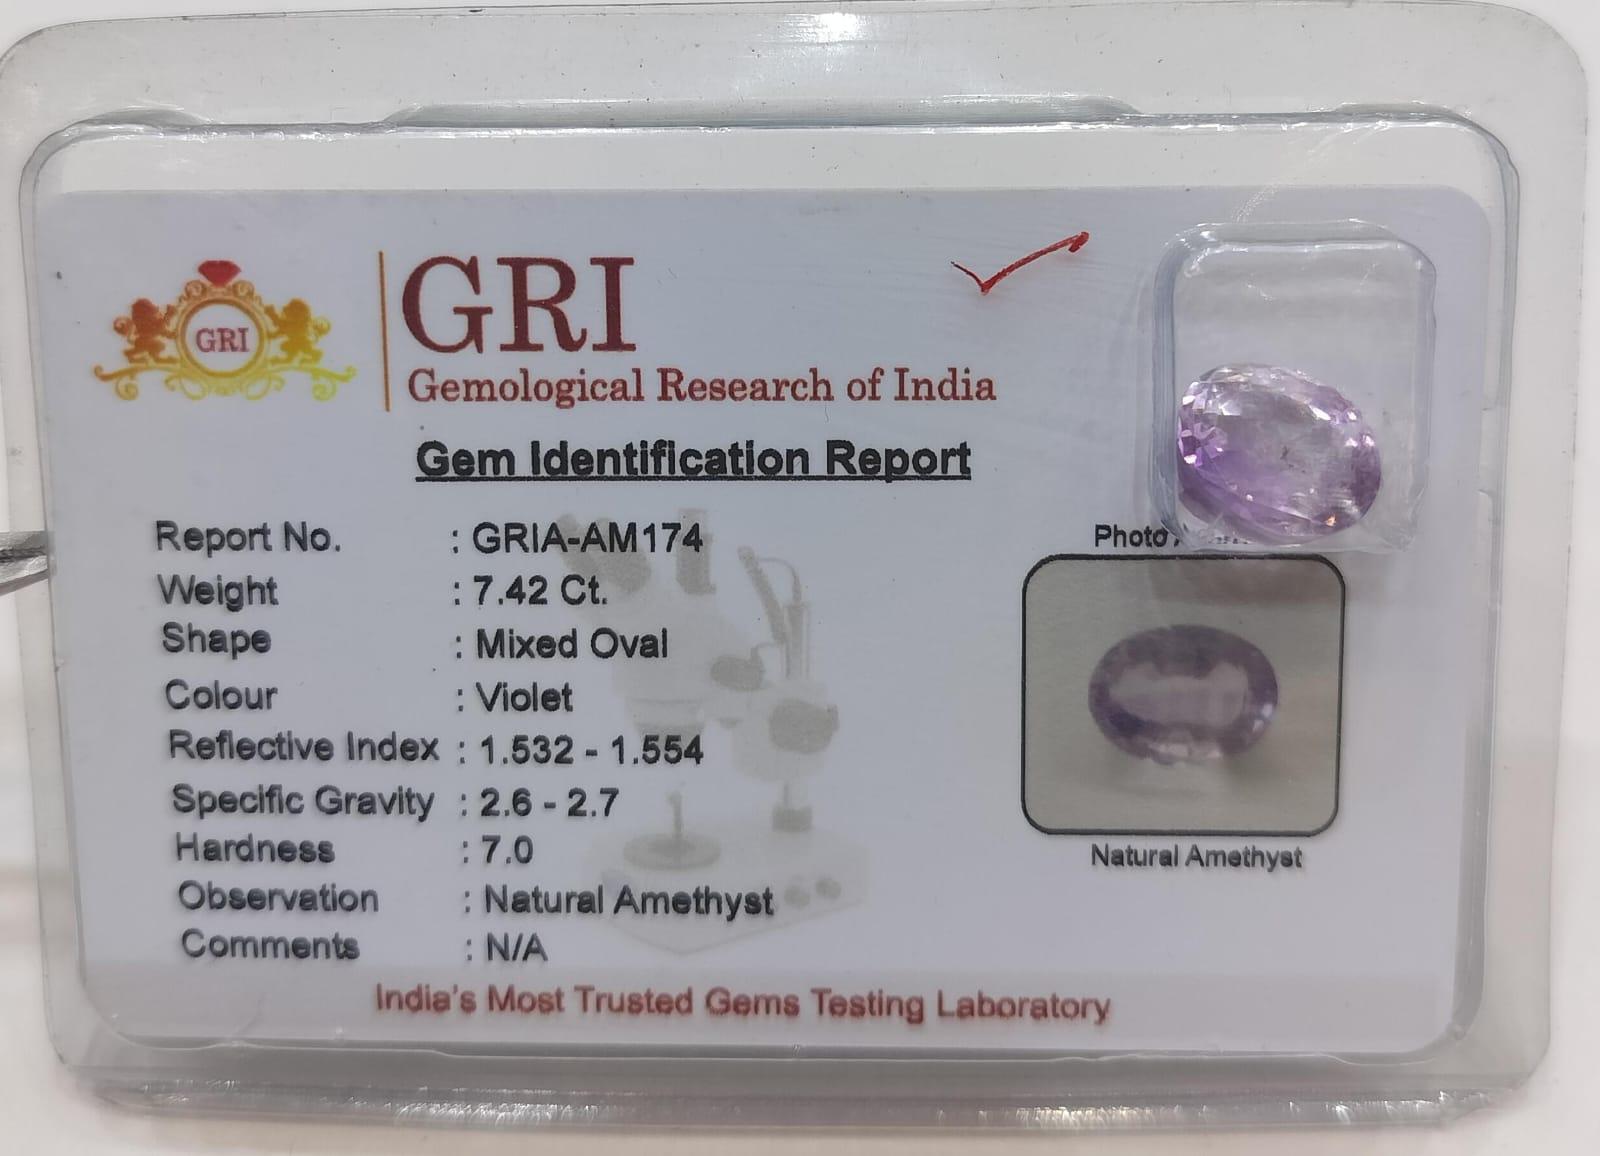 GRI
GRI
Gemological Research of India
Gem Identification Report
Report No. : GRIA-AM174
Weight : 7.42 Ct.
Shape : Mixed Oval
Colour : Violet
Reflective Index : 1.532 - 1.554
Specific Gravity : 2.6 - 2.7
Hardness : 7.0
Observation : Natural Amethyst
Comments : N/A
Photo
Natural Amethyst
India's Most Trusted Gems Testing Laboratory